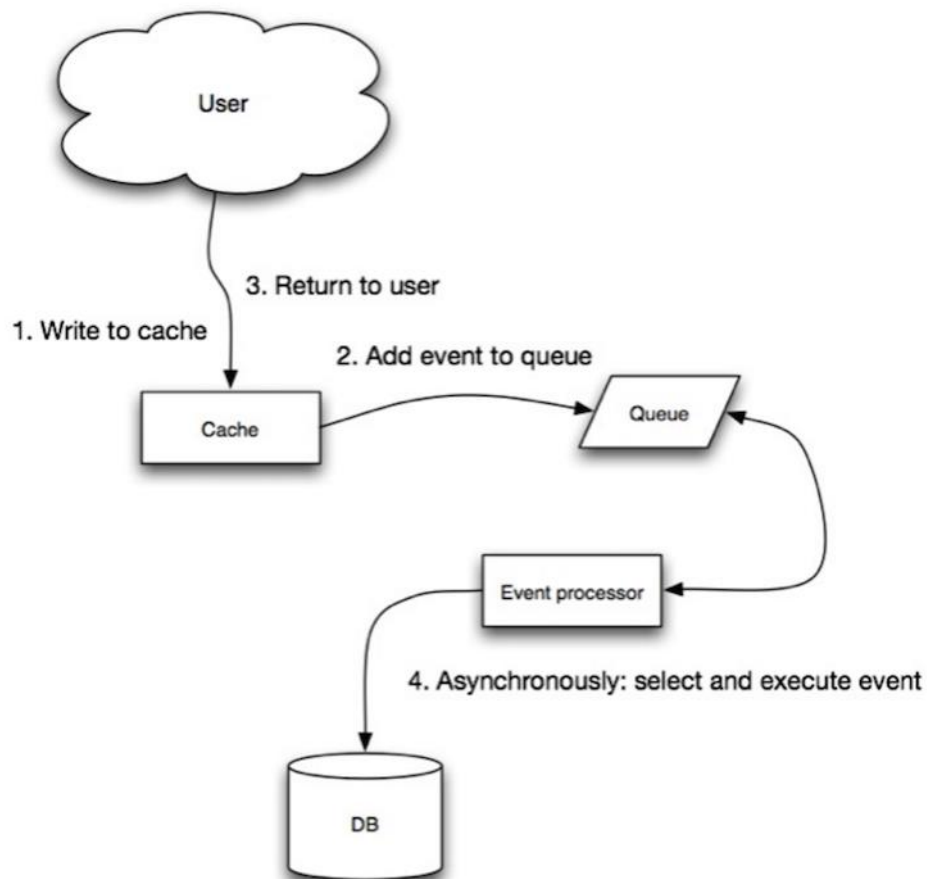 User
3. Return to user
1. Write to cache
2. Add event to queue
Cache
Queue
Event processor
4. Asynchronously: select and execute event
DB